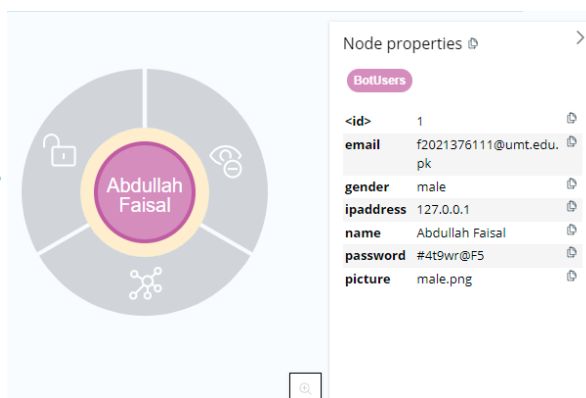 Abdullah
Faisal
Node properties
BotUsers
<id> 1
email f2021376111@umt.edu.
pk
gender male
ipaddress 127.0.0.1
name Abdullah Faisal
password #4t9wr@F5
picture male.png